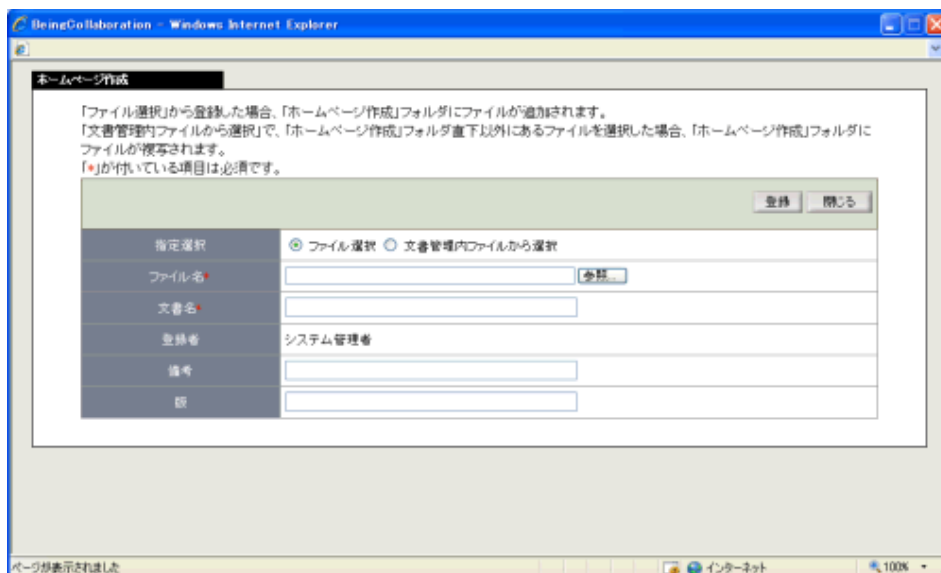 BeingCollaboration - Windows Internet Explorer
ホームページ作成
「ファイル選択」から登録した場合、「ホームページ作成」フォルダにファイルが追加されます。
「文書管理内ファイルから選択」で、「ホームページ作成」フォルダ直下以外にあるファイルを選択した場合、「ホームページ作成」フォルダに
ファイルが複写されます。
「*」が付いている項目は必須です。
登録 閉じる
指定選択 ファイル選択 文書管理内ファイルから選択
ファイル名* 参照...
文書名*
登録者 システム管理者
備考
版
ページが表示されました インターネット 100%